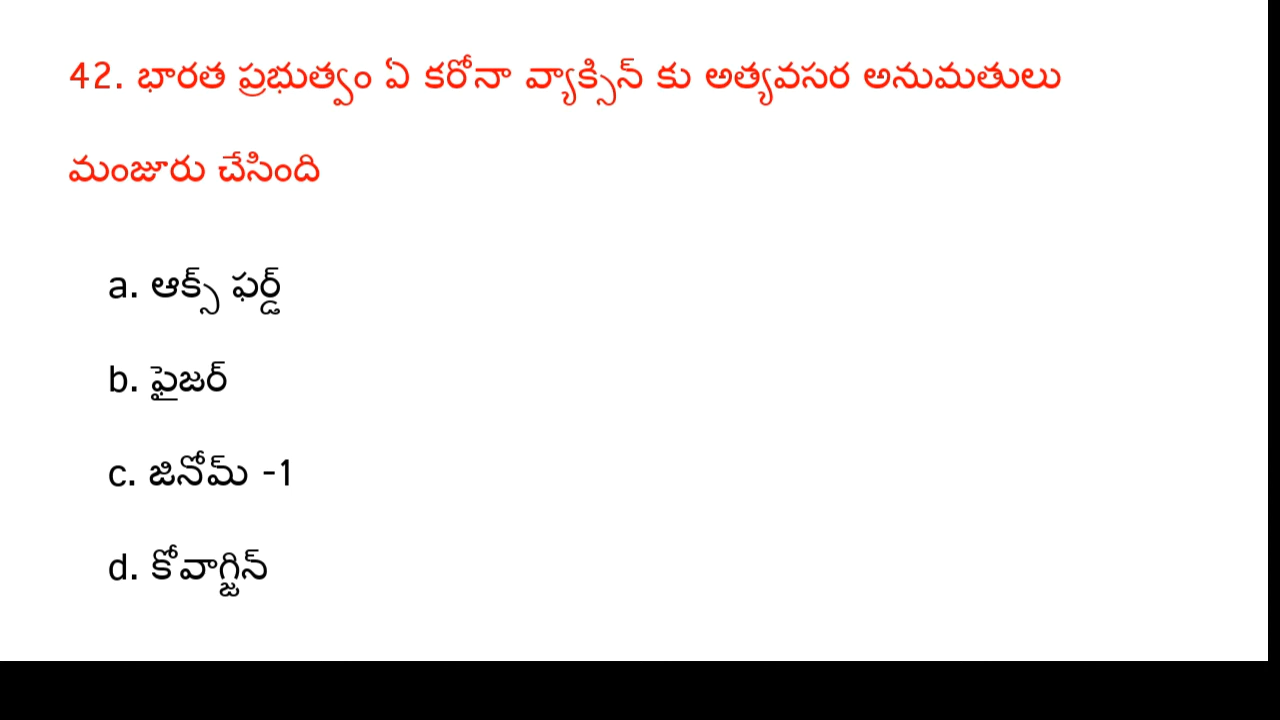 42. భారత ప్రభుత్వం ఏ కరోనా వ్యాక్సిన్ కు అత్యవసర అనుమతులు
మంజూరు చేసింది
a. ఆక్స్ ఫర్డ్
b. ఫైజర్
c. జినోమ్ -1
d. కోవాగ్జిన్